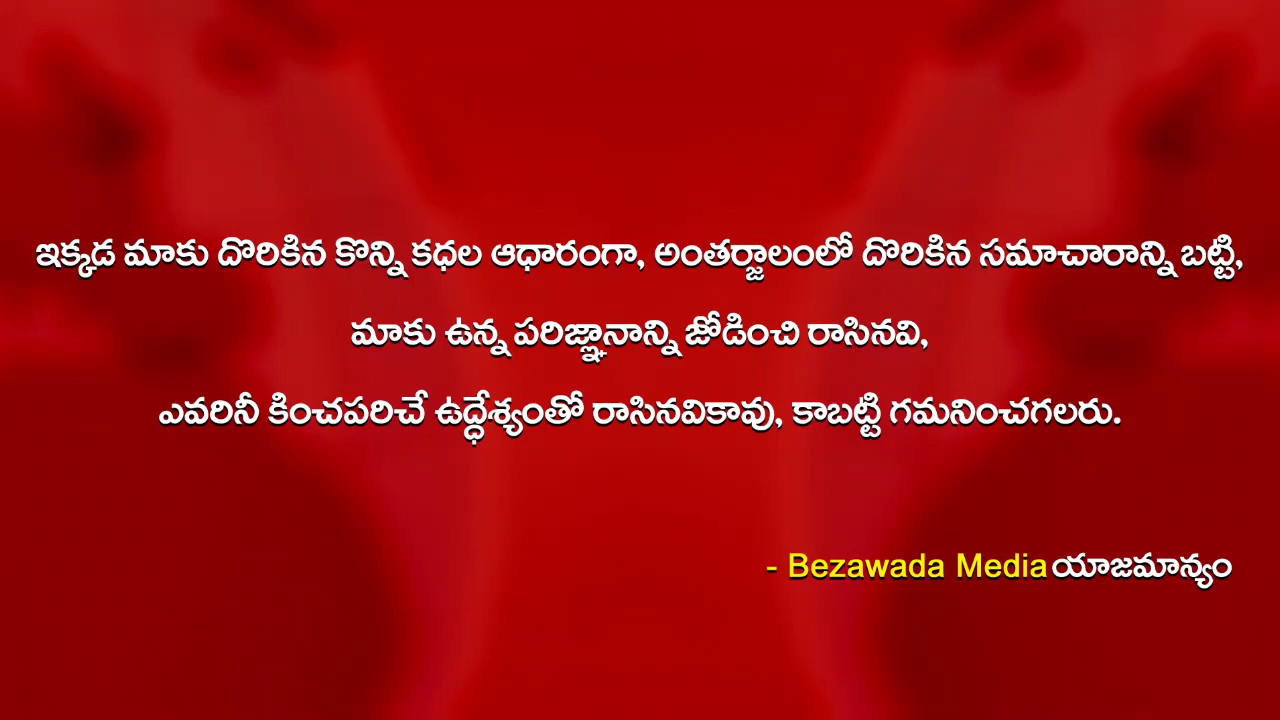 ఇక్కడ మాకు దొరికిన కొన్ని కధల ఆధారంగా, అంతర్జాలంలో దొరికిన సమాచారాన్ని బట్టి,
మాకు ఉన్న పరిజ్ఞానాన్ని జోడించి రాసినవి,
ఎవరినీ కించపరిచే ఉద్ధేశ్యంతో రాసినవికావు, కాబట్టి గమనించగలరు.
- Bezawada Media యాజమాన్యం